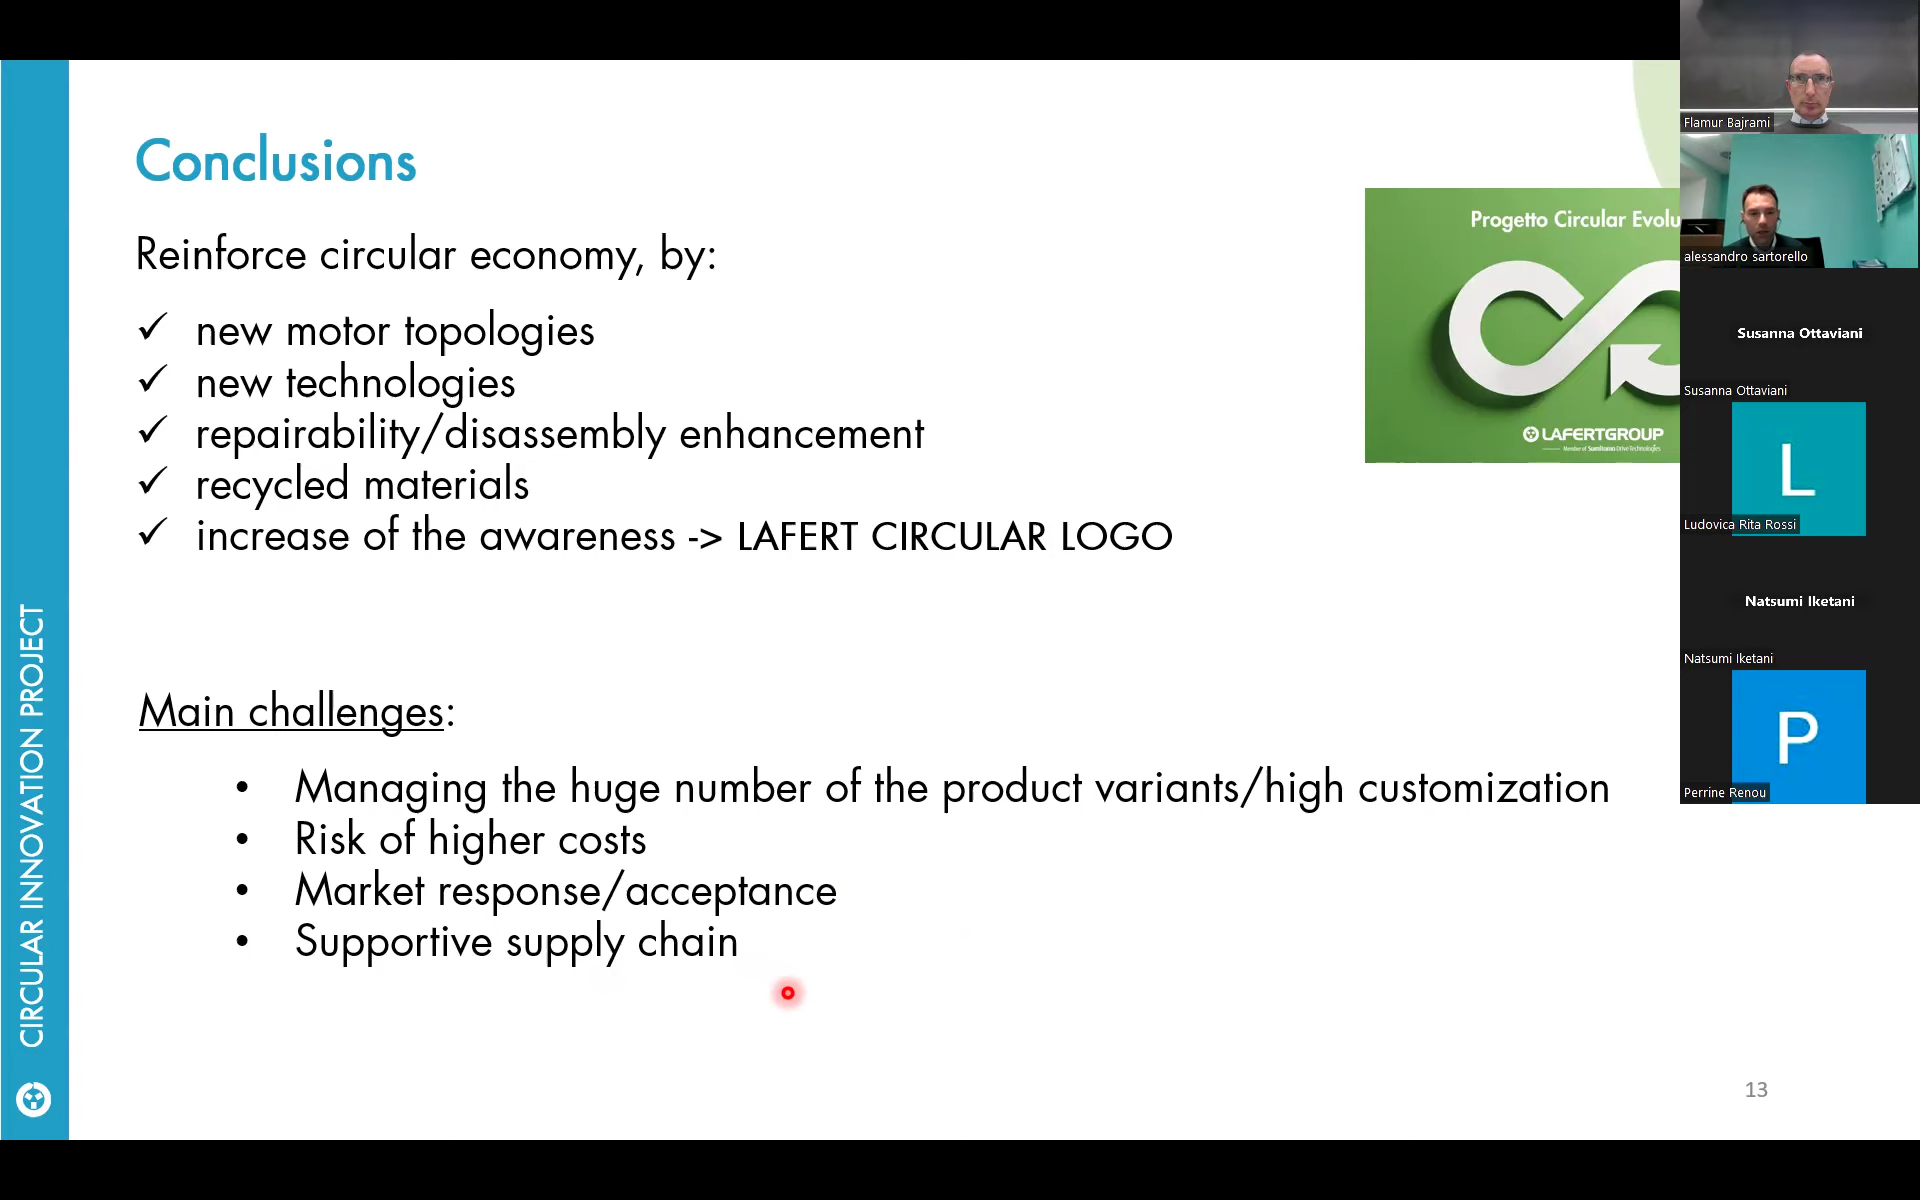 Conclusions
Reinforce circular economy, by:
✓ new motor topologies
✓ new technologies
✓ repairability/disassembly enhancement
✓ recycled materials
✓ increase of the awareness -> LAFERT CIRCULAR LOGO
Main challenges:
• Managing the huge number of the product variants/high customization
• Risk of higher costs
• Market response/acceptance
• Supportive supply chain
13
CIRCULAR INNOVATION PROJECT
Progetto Circular Evolu
LAFERTGROUP
Member of Sumitomo Drive Technologies
Flamur Bajrami
alessandro sartorello
Susanna Ottaviani
Susanna Ottaviani
L
Ludovica Rita Rossi
Natsumi Iketani
Natsumi Iketani
P
Perrine Renou